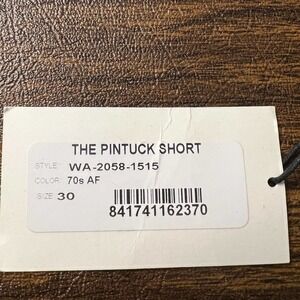 THE PINTUCK SHORT
STYLE: WA-2058-1515
COLOR: 70s AF
SIZE: 30
841741162370